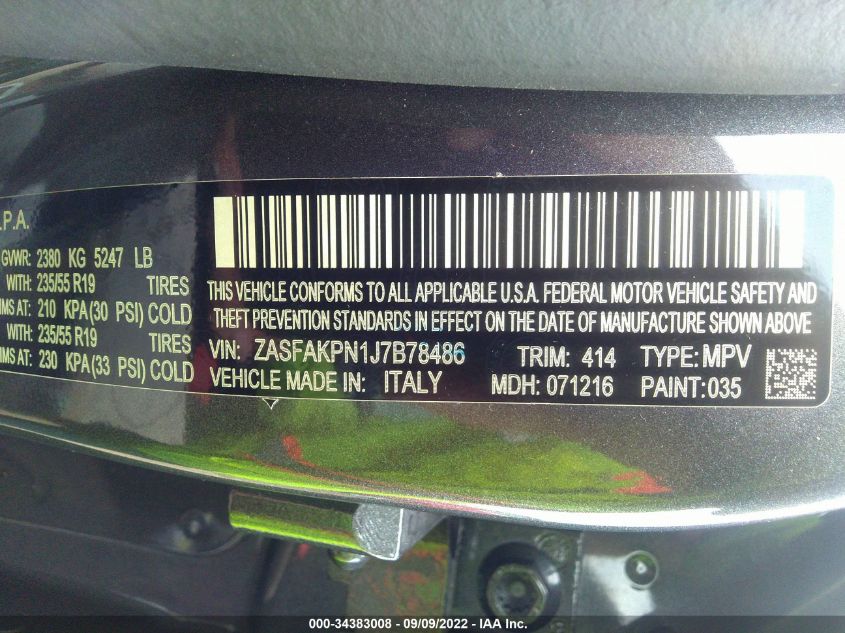 .P.A.
GVWR: 2380 KG 5247 LB
WITH: 235/55 R19 TIRES
IMS AT: 210 KPA(30 PSI) COLD
WITH: 235/55 R19 TIRES
IMS AT: 230 KPA(33 PSI) COLD
THIS VEHICLE CONFORMS TO ALL APPLICABLE U.S.A. FEDERAL MOTOR VEHICLE SAFETY AND
THEFT PREVENTION STANDARDS IN EFFECT ON THE DATE OF MANUFACTURE SHOWN ABOVE
VIN: ZASFAKPN1J7B78486 TRIM: 414 TYPE: MPV
VEHICLE MADE IN: ITALY MDH: 071216 PAINT: 035
000-34383008 - 09/09/2022 - IAA Inc.